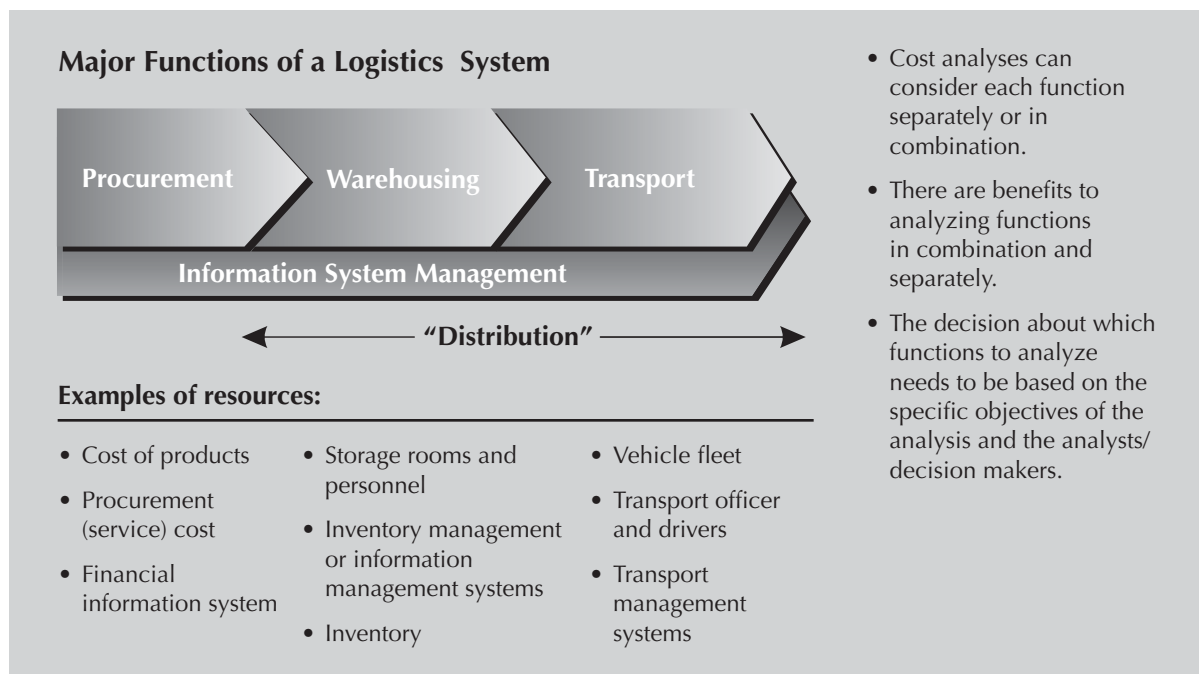 Major Functions of a Logistics System
Procurement
Warehousing
Transport
Information System Management
“Distribution”
Examples of resources:
• Cost of products
• Procurement
(service) cost
• Financial
information system
• Storage rooms and
personnel
• Inventory management
or information
management systems
• Inventory
• Vehicle fleet
• Transport officer
and drivers
• Transport
management
systems
• Cost analyses can
consider each function
separately or in
combination.
• There are benefits to
analyzing functions
in combination and
separately.
• The decision about which
functions to analyze
needs to be based on the
specific objectives of the
analysis and the analysts/
decision makers.